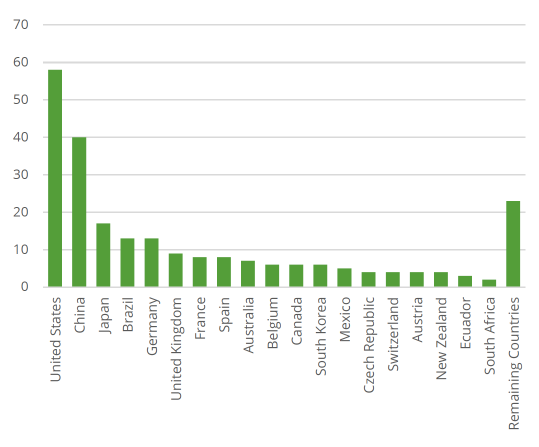 70
60
50
40
30
20
10
0
United States
China
Japan
Brazil
Germany
United Kingdom
France
Spain
Australia
Belgium
Canada
South Korea
Mexico
Czech Republic
Switzerland
Austria
New Zealand
Ecuador
South Africa
Remaining Countries